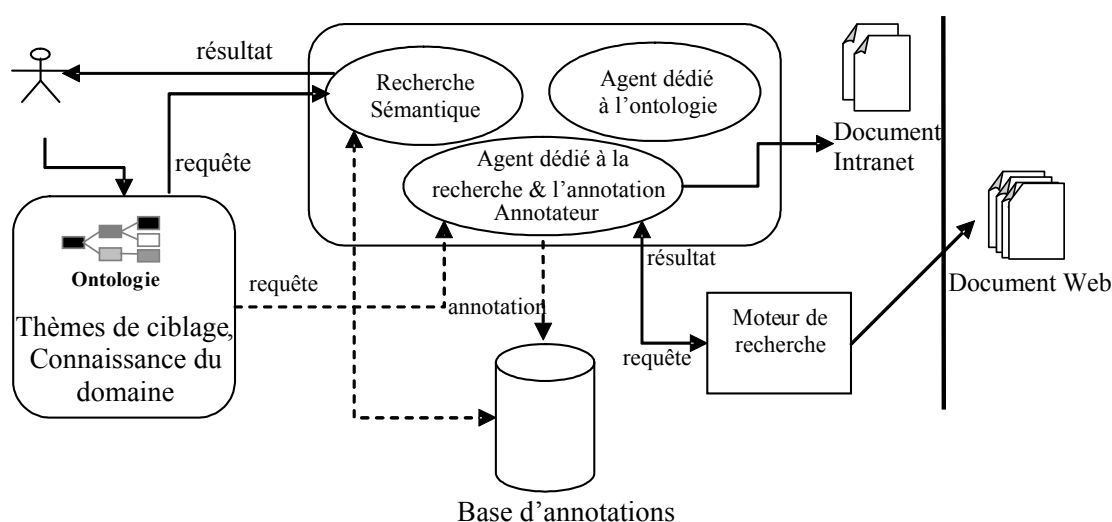 résultat
Recherche
Sémantique
Agent dédié
à l'ontologie
Document
Intranet
requête
Agent dédié à la
recherche & l'annotation
Annotateur
Ontologie
requête
annotation
résultat
Document Web
Thèmes de ciblage,
Connaissance du
domaine
Moteur de
recherche
requête
Base d'annotations